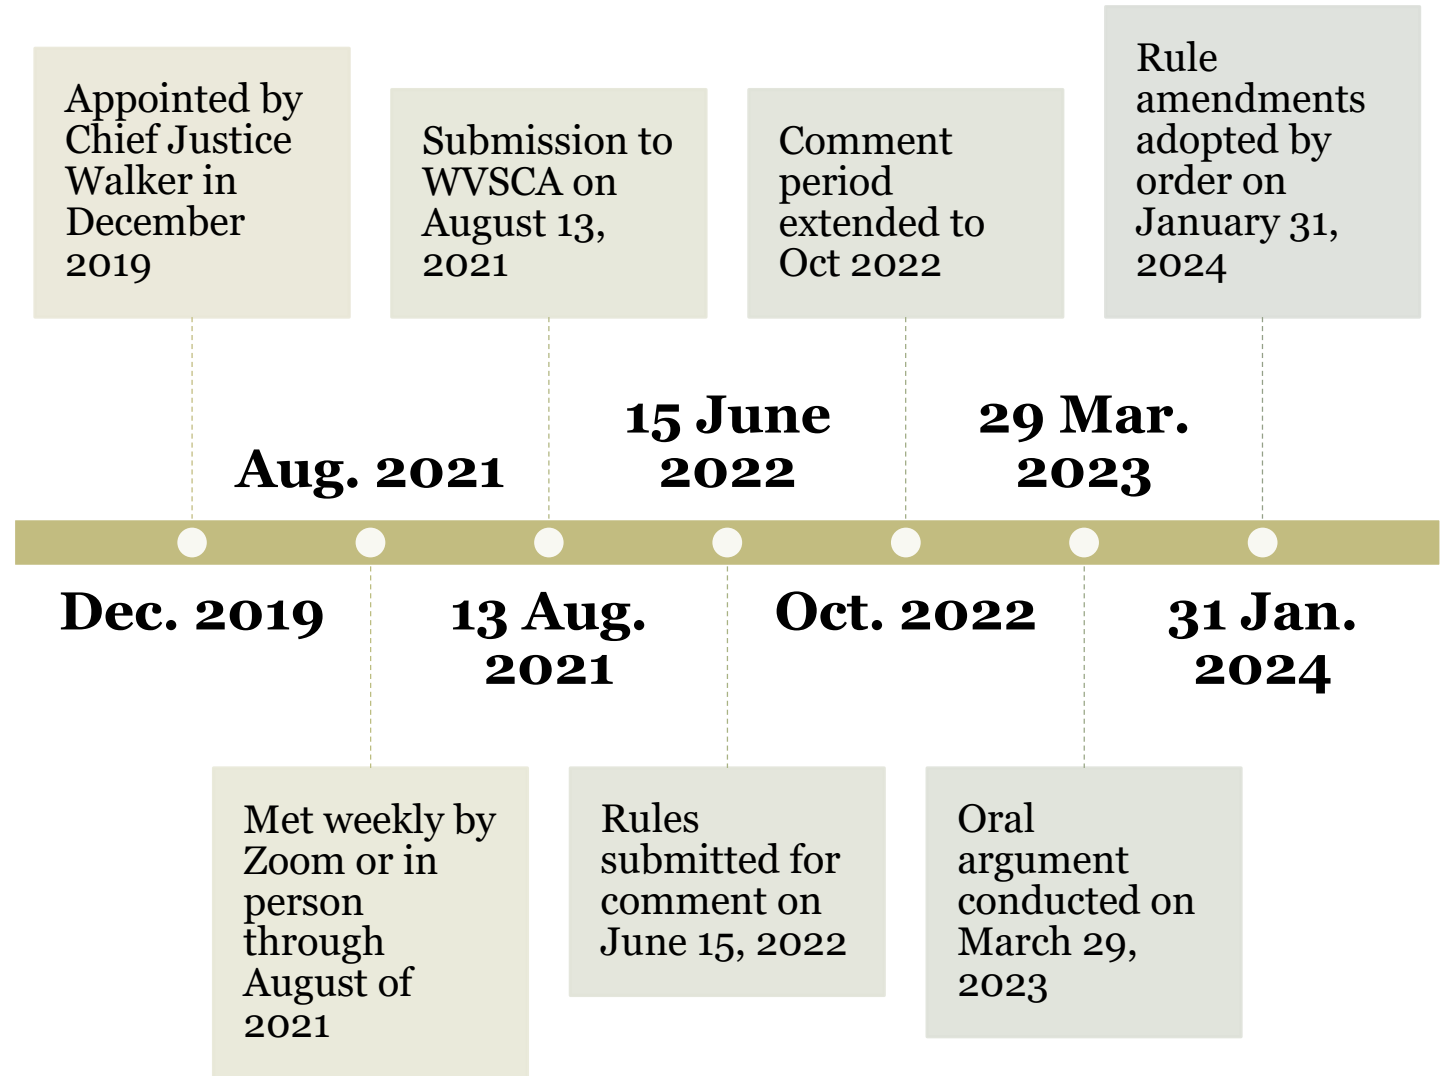 Appointed by
Chief Justice
Walker in
December
2019
Submission to
WVSCA on
August 13,
2021
Comment
period
extended to
Oct 2022
Rule
amendments
adopted by
order on
January 31,
2024
Aug. 2021
15 June
2022
29 Mar.
2023
Dec. 2019
13 Aug.
2021
Oct. 2022
31 Jan.
2024
Met weekly by
Zoom or in
person
through
August of
2021
Rules
submitted for
comment on
June 15, 2022
Oral
argument
conducted on
March 29,
2023